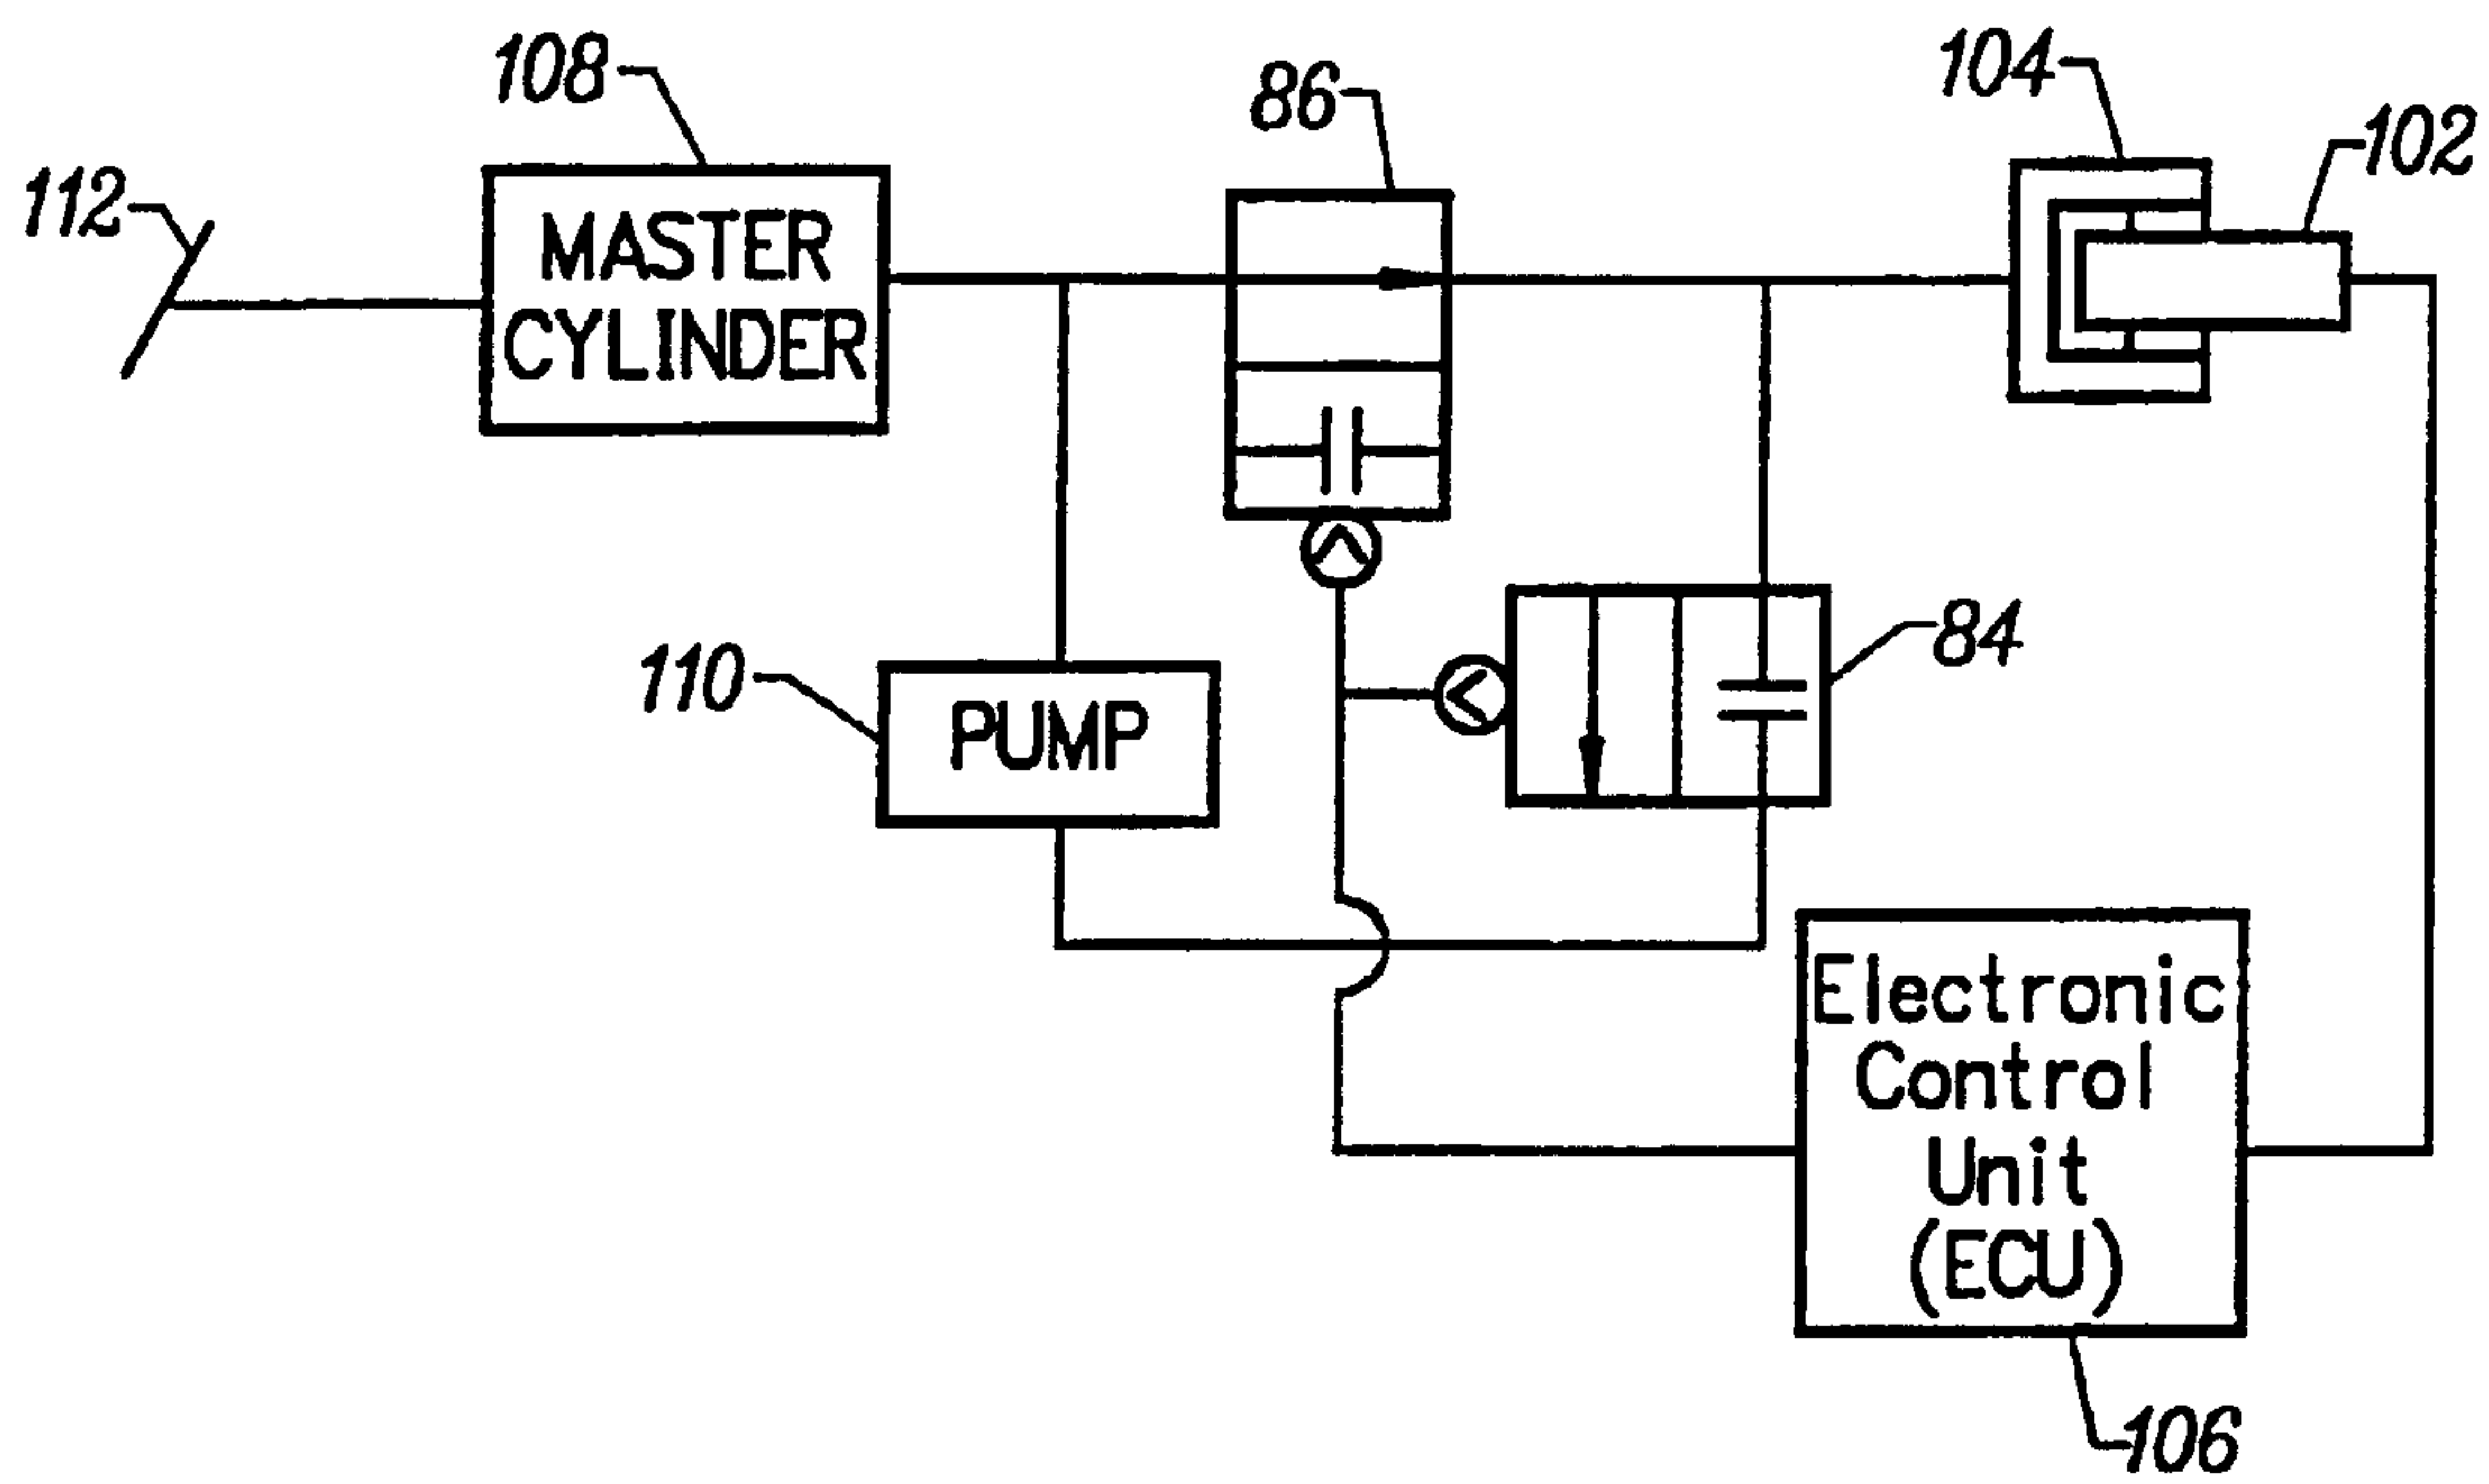 108
86
104
102
112
MASTER
CYLINDER
84
110
PUMP
Electronic
Control
Unit
(ECU)
106